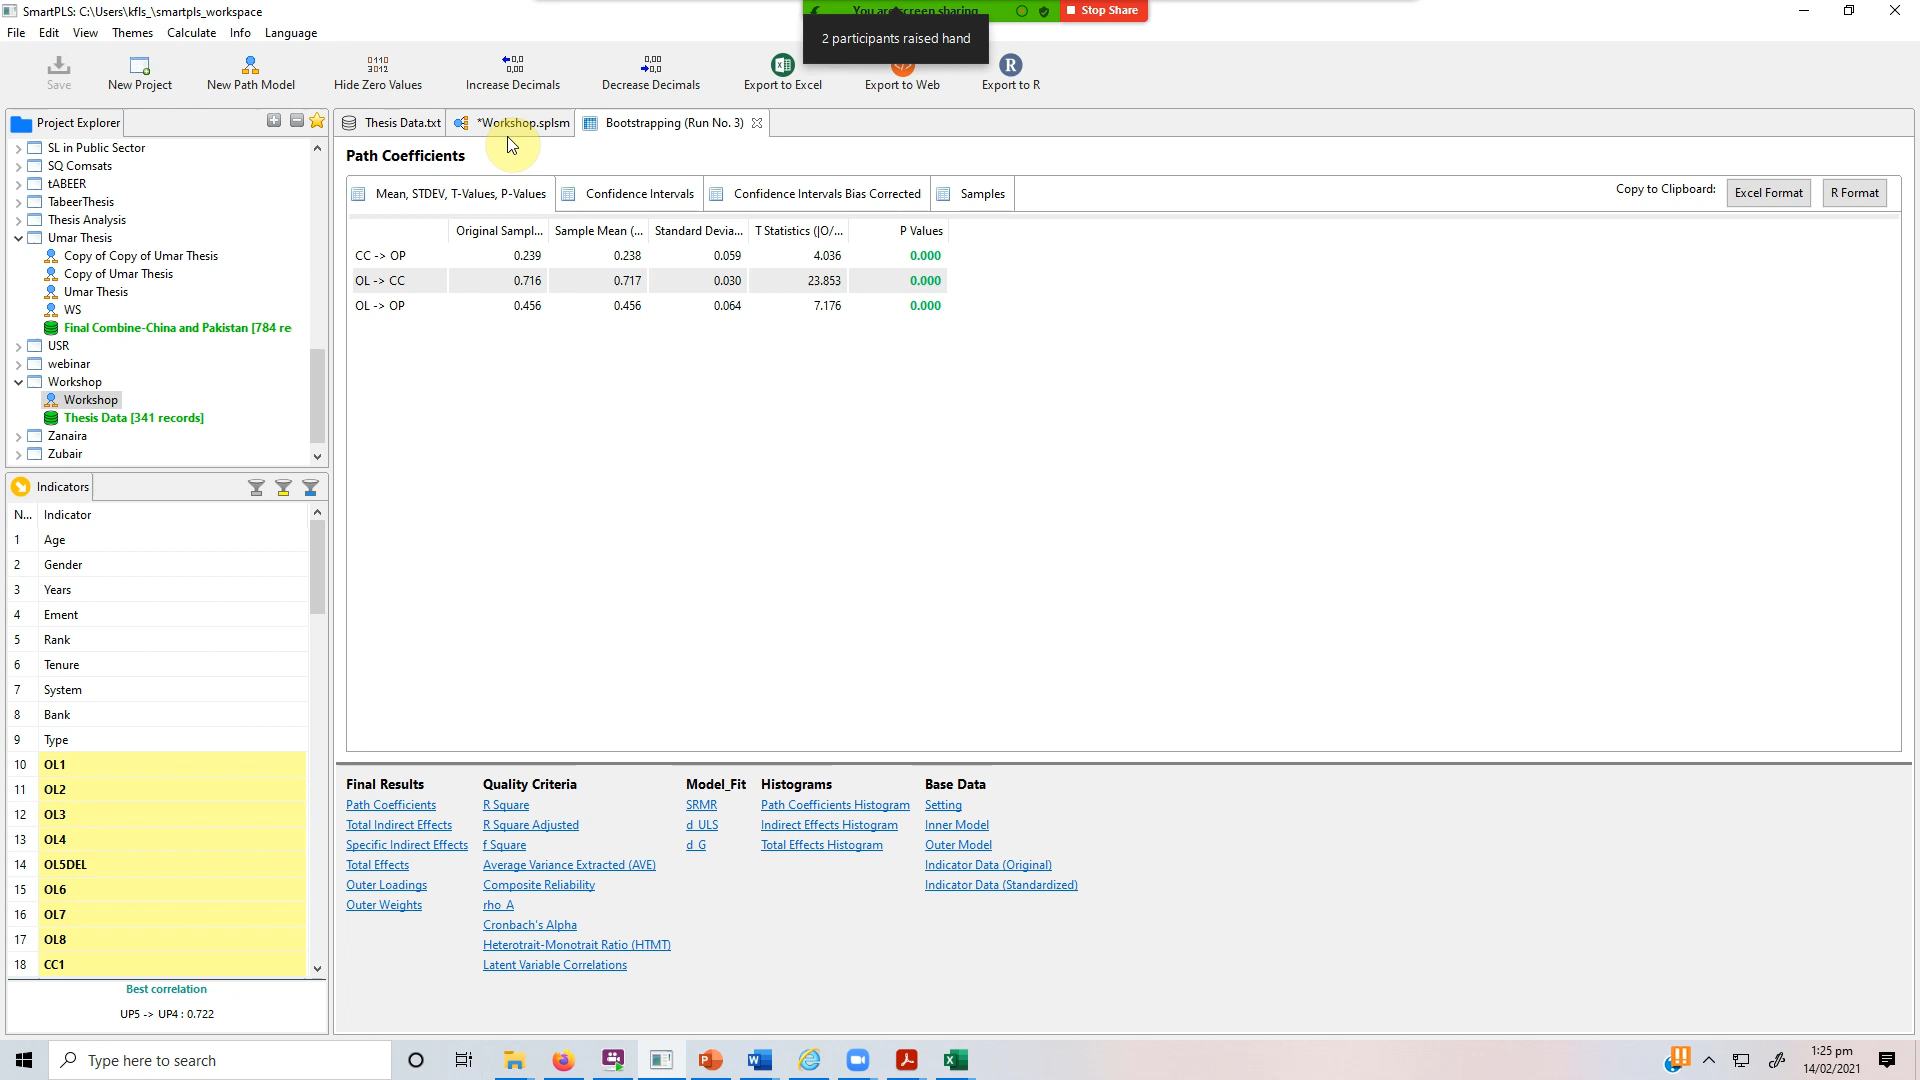 SmartPLS: C:\Users\kfls_\smartpls_workspace
Stop Share
2 participants raised hand
File Edit View Themes Calculate Info Language
Save
New Project
New Path Model
Hide Zero Values
Increase Decimals
Decrease Decimals
Export to Excel
Export to Web
Export to R
Project Explorer
SL in Public Sector
SQ Comsats
tABEER
TabeerThesis
Thesis Analysis
Umar Thesis
Copy of Copy of Umar Thesis
Copy of Umar Thesis
Umar Thesis
WS
Final Combine-China and Pakistan [784 re
USR
webinar
Workshop
Workshop
Thesis Data [341 records]
Zanaira
Zubair
Indicators
N... Indicator
1 Age
2 Gender
3 Years
4 Ement
5 Rank
6 Tenure
7 System
8 Bank
9 Type
10 OL1
11 OL2
12 OL3
13 OL4
14 OL5DEL
15 OL6
16 OL7
17 OL8
18 CC1
Best correlation
UP5 -> UP4 : 0.722
Thesis Data.txt
*Workshop.splsm
Bootstrapping (Run No. 3)
Path Coefficients
Mean, STDEV, T-Values, P-Values
Confidence Intervals
Confidence Intervals Bias Corrected
Samples
Copy to Clipboard:
Excel Format
R Format
Original Sampl... Sample Mean (... Standard Devia... T Statistics (|O/... P Values
CC -> OP 0.239 0.238 0.059 4.036 0.000
OL -> CC 0.716 0.717 0.030 23.853 0.000
OL -> OP 0.456 0.456 0.064 7.176 0.000
Final Results
Path Coefficients
Total Indirect Effects
Specific Indirect Effects
Total Effects
Outer Loadings
Outer Weights
Quality Criteria
R Square
R Square Adjusted
f Square
Average Variance Extracted (AVE)
Composite Reliability
rho_A
Cronbach's Alpha
Heterotrait-Monotrait Ratio (HTMT)
Latent Variable Correlations
Model_Fit
SRMR
d_ULS
d_G
Histograms
Path Coefficients Histogram
Indirect Effects Histogram
Total Effects Histogram
Base Data
Setting
Inner Model
Outer Model
Indicator Data (Original)
Indicator Data (Standardized)
Type here to search
1:25 pm
14/02/2021